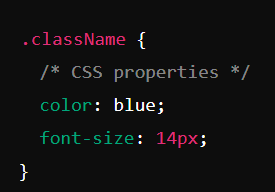 .className {
  /* CSS properties */
  color: blue;
  font-size: 14px;
}